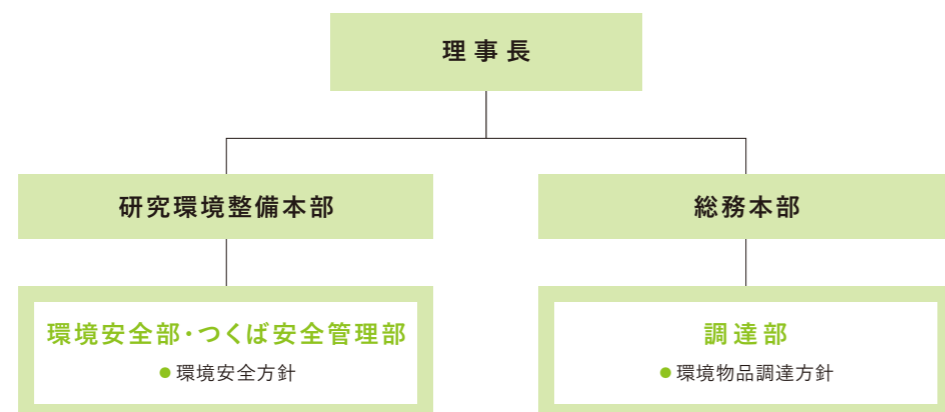 理事長
研究環境整備本部
総務本部
環境安全部・つくば安全管理部
●環境安全方針
調達部
●環境物品調達方針